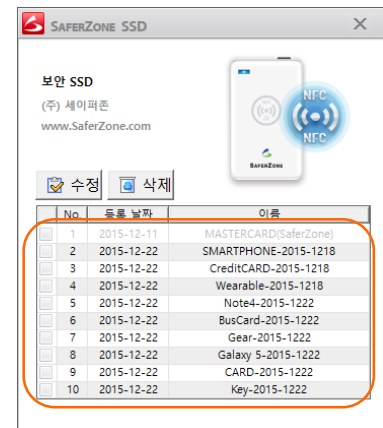 SAFERZONE SSD
보안 SSD
(주) 세이퍼존
www.SaferZone.com
NFC
NFC
SAFERZONE
수정 삭제
No. 등록 날짜 이름
1 2015-12-11 MASTERCARD(SaferZone)
2 2015-12-22 SMARTPHONE-2015-1218
3 2015-12-22 CreditCARD-2015-1218
4 2015-12-22 Wearable-2015-1218
5 2015-12-22 Note4-2015-1222
6 2015-12-22 BusCard-2015-1222
7 2015-12-22 Gear-2015-1222
8 2015-12-22 Galaxy 5-2015-1222
9 2015-12-22 CARD-2015-1222
10 2015-12-22 Key-2015-1222